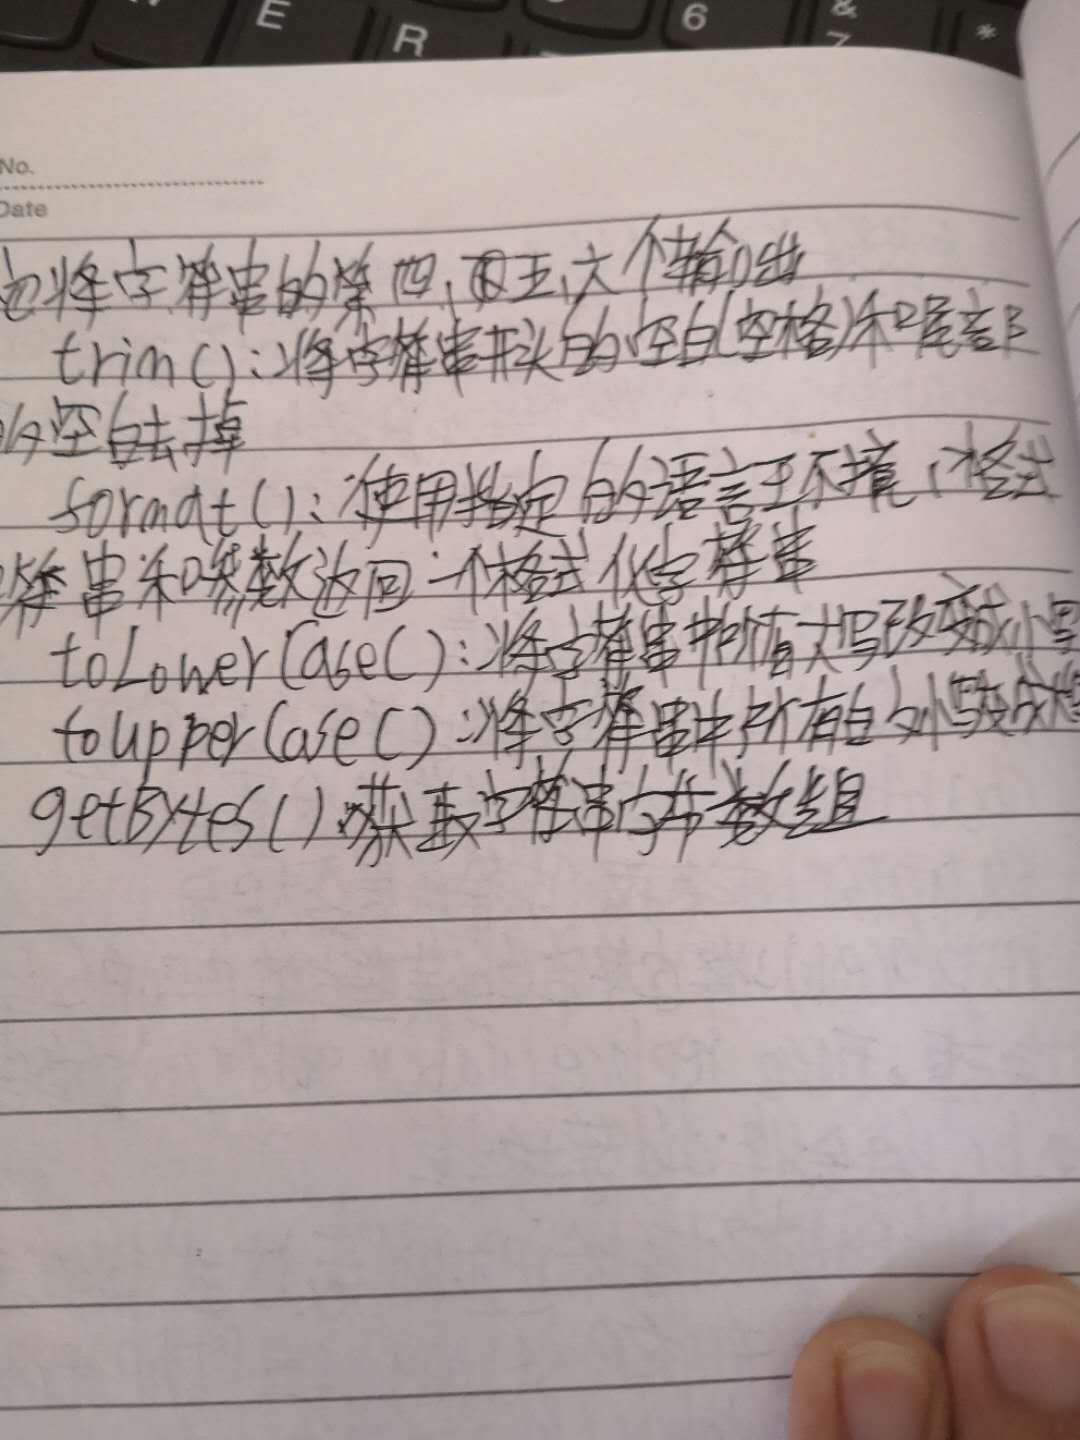 E
R
6
&
7
*
No.
Date
也将字符串的第四、五、六个输出
trim():将字符串开头的空白(空格)和尾部
的空白去掉
format():使用指定的语言环境、格式
符串和参数返回一个格式化字符串
toLowerCase():将字符串中所有大写改变成小写
toupperCase():将字符串中所有的小写变成大写
getBytes():获取字符串字节数组